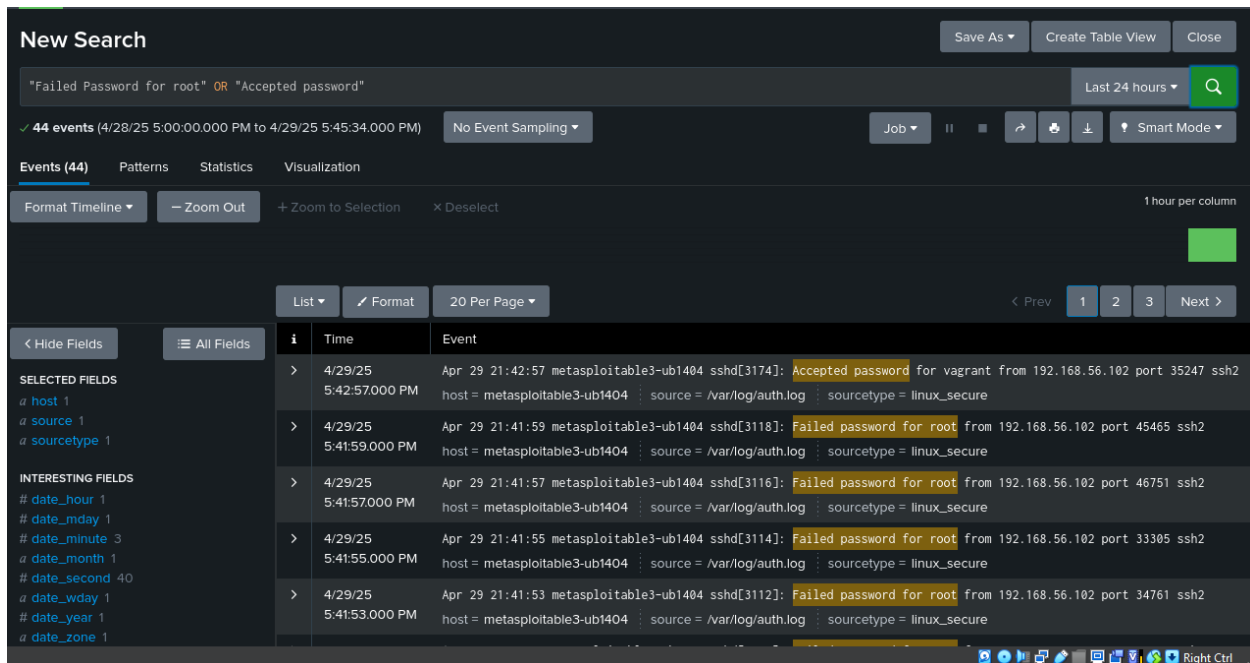 New Search
Save As ▾ Create Table View Close
"Failed Password for root" OR "Accepted password"
Last 24 hours ▾
✓ 44 events (4/28/25 5:00:00.000 PM to 4/29/25 5:45:34.000 PM)
No Event Sampling ▾
Job ▾
Smart Mode ▾
Events (44) Patterns Statistics Visualization
Format Timeline ▾ — Zoom Out + Zoom to Selection × Deselect
1 hour per column
List ▾ Format 20 Per Page ▾
< Prev 1 2 3 Next >
< Hide Fields All Fields
i Time Event
SELECTED FIELDS
a host 1
a source 1
a sourcetype 1
INTERESTING FIELDS
# date_hour 1
# date_mday 1
# date_minute 3
a date_month 1
# date_second 40
a date_wday 1
# date_year 1
a date_zone 1
> 4/29/25
5:42:57.000 PM
Apr 29 21:42:57 metasploitable3-ub1404 sshd[3174]: Accepted password for vagrant from 192.168.56.102 port 35247 ssh2
host = metasploitable3-ub1404 source = /var/log/auth.log sourcetype = linux_secure
> 4/29/25
5:41:59.000 PM
Apr 29 21:41:59 metasploitable3-ub1404 sshd[3118]: Failed password for root from 192.168.56.102 port 45465 ssh2
host = metasploitable3-ub1404 source = /var/log/auth.log sourcetype = linux_secure
> 4/29/25
5:41:57.000 PM
Apr 29 21:41:57 metasploitable3-ub1404 sshd[3116]: Failed password for root from 192.168.56.102 port 46751 ssh2
host = metasploitable3-ub1404 source = /var/log/auth.log sourcetype = linux_secure
> 4/29/25
5:41:55.000 PM
Apr 29 21:41:55 metasploitable3-ub1404 sshd[3114]: Failed password for root from 192.168.56.102 port 33305 ssh2
host = metasploitable3-ub1404 source = /var/log/auth.log sourcetype = linux_secure
> 4/29/25
5:41:53.000 PM
Apr 29 21:41:53 metasploitable3-ub1404 sshd[3112]: Failed password for root from 192.168.56.102 port 34761 ssh2
host = metasploitable3-ub1404 source = /var/log/auth.log sourcetype = linux_secure
Right Ctrl